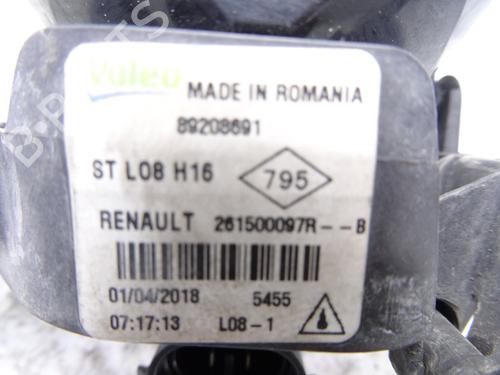 Valeo
MADE IN ROMANIA
89208691
ST L08 H16
795
RENAULT 261500097R--B
01/04/2018 5455
07:17:13 L08-1